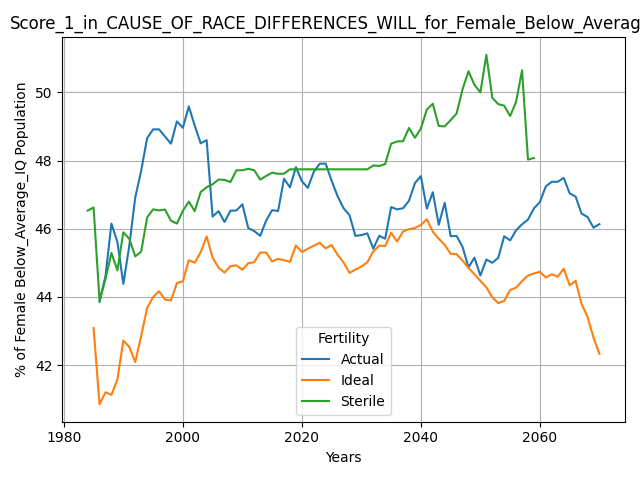 Score_1_in_CAUSE_OF_RACE_DIFFERENCES_WILL_for_Female_Below_Averag
% of Female Below_Average_IQ Population
50
48
46
44
42
Fertility
Actual
Ideal
Sterile
1980 2000 2020 2040 2060
Years